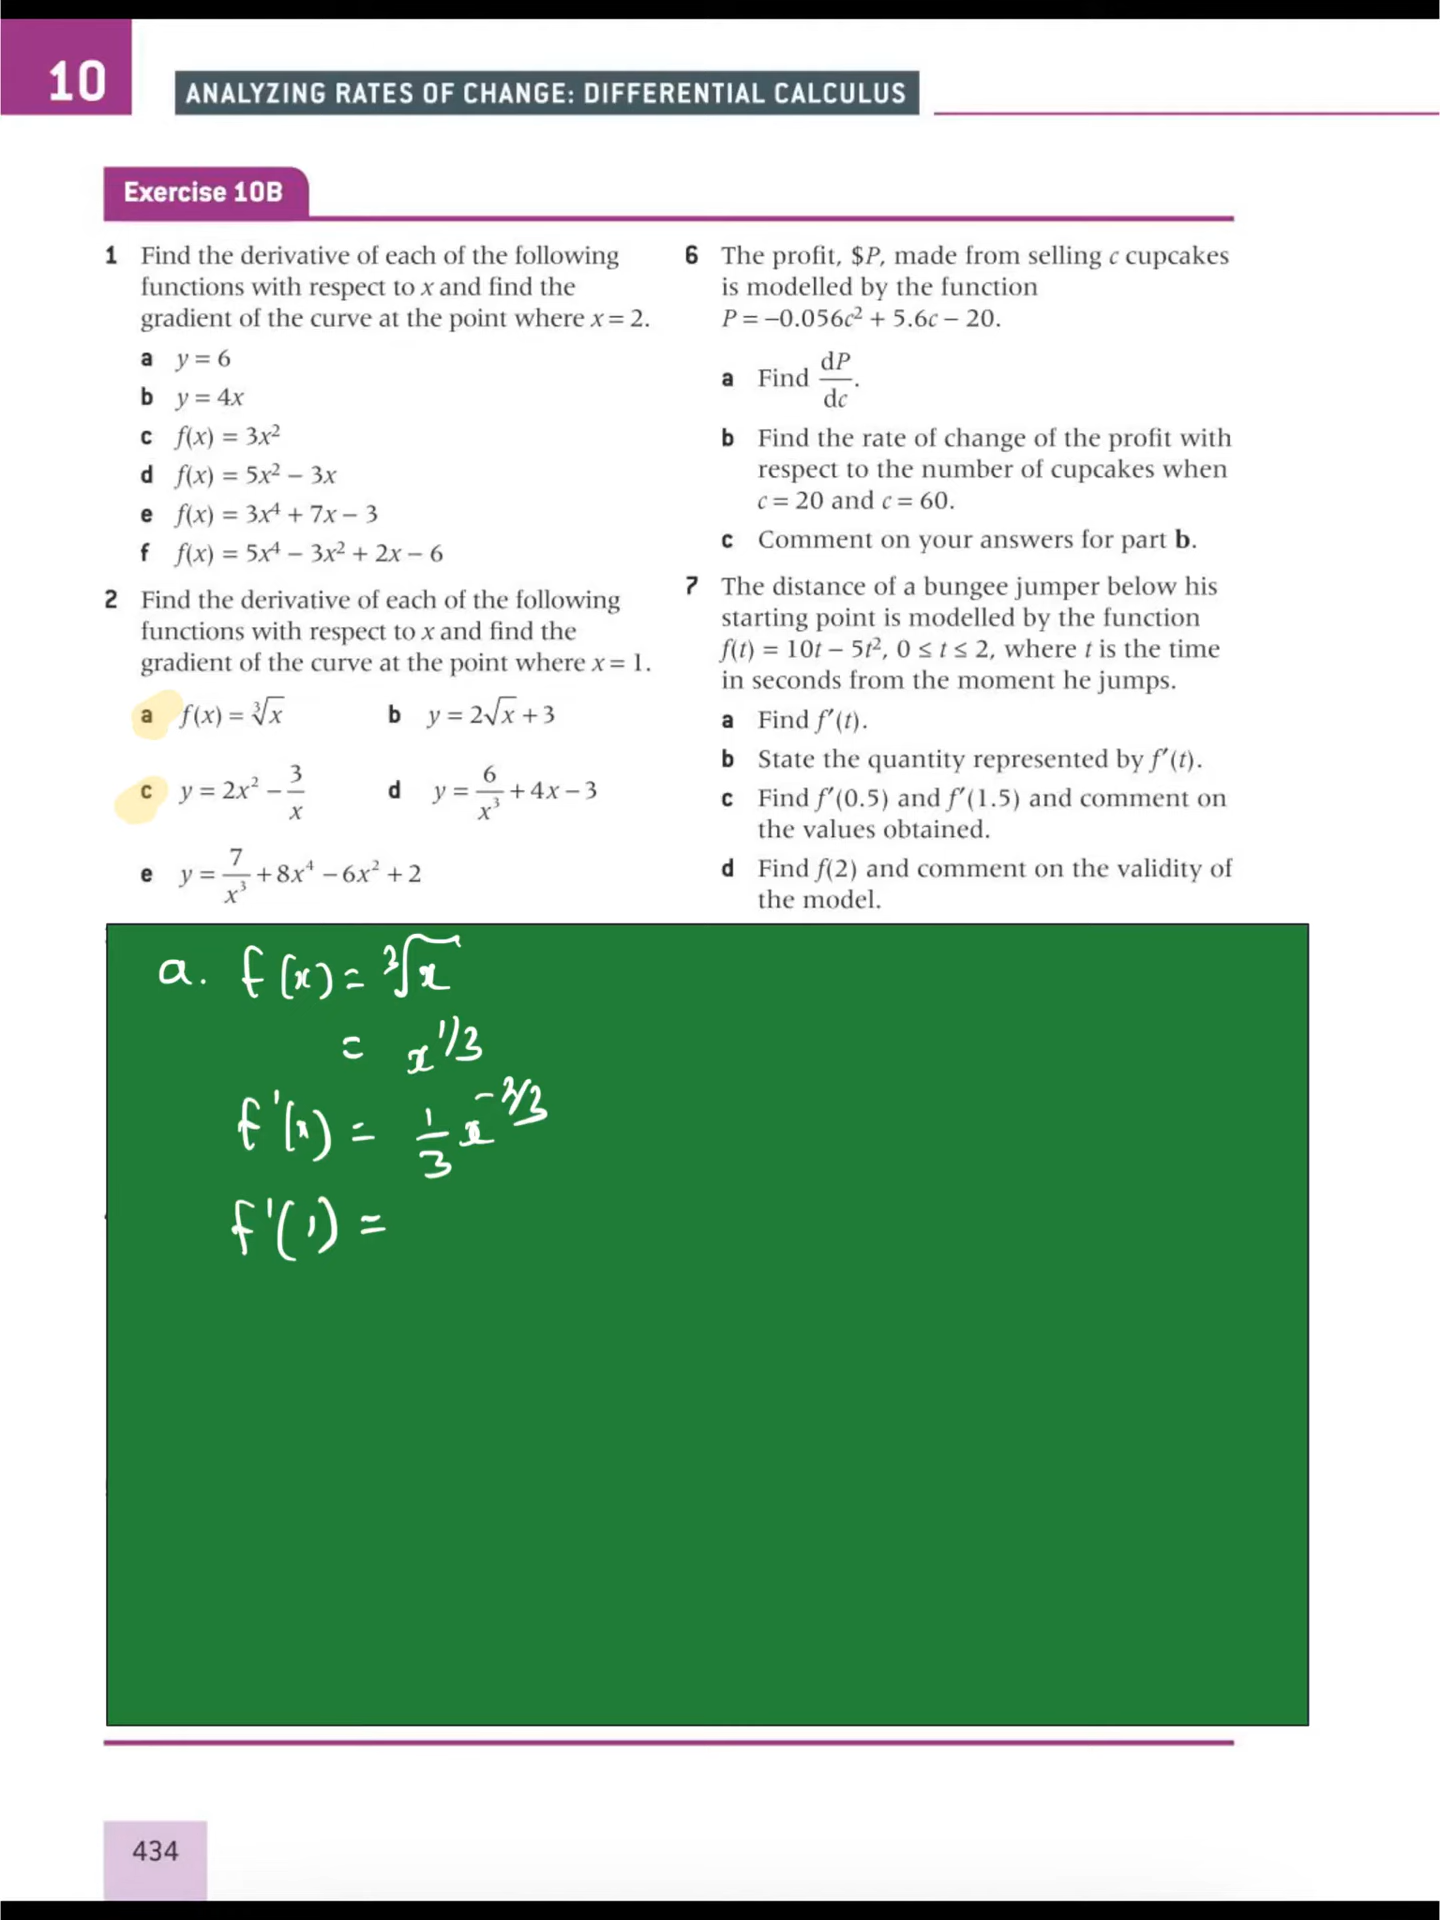 10
ANALYZING RATES OF CHANGE: DIFFERENTIAL CALCULUS
Exercise 10B
1 Find the derivative of each of the following
functions with respect to x and find the
gradient of the curve at the point where x = 2.
a y = 6
b y = 4x
c f(x) = 3x²
d f(x) = 5x² – 3x
e f(x) = 3x⁴ + 7x – 3
f f(x) = 5x⁴ – 3x² + 2x – 6
2 Find the derivative of each of the following
functions with respect to x and find the
gradient of the curve at the point where x = 1.
a f(x) = ∛x b y = 2√x + 3
c y = 2x² – 3/x d y = 6/x³ + 4x – 3
e y = 7/x³ + 8x⁴ – 6x² + 2
6 The profit, $P, made from selling c cupcakes
is modelled by the function
P = –0.056c² + 5.6c – 20.
a Find dP/dc.
b Find the rate of change of the profit with
respect to the number of cupcakes when
c = 20 and c = 60.
c Comment on your answers for part b.
7 The distance of a bungee jumper below his
starting point is modelled by the function
f(t) = 10t – 5t², 0 ≤ t ≤ 2, where t is the time
in seconds from the moment he jumps.
a Find f′(t).
b State the quantity represented by f′(t).
c Find f′(0.5) and f′(1.5) and comment on
the values obtained.
d Find f(2) and comment on the validity of
the model.
a. f(x) = ∛x
= x^1/3
f'(x) = 1/3 x^-2/3
f'(1) =
434